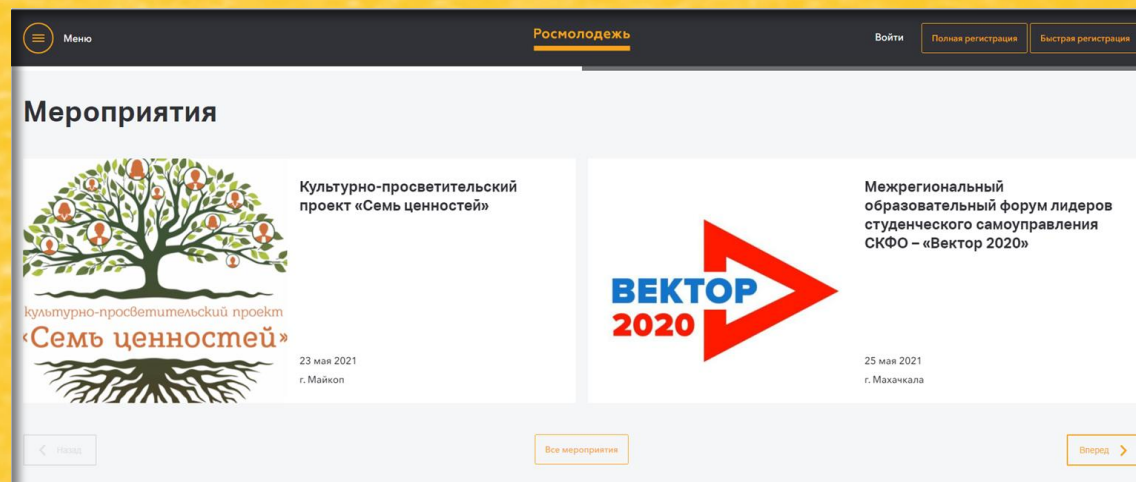 Меню
Росмолодежь
Войти
Полная регистрация
Быстрая регистрация
Мероприятия
культурно-просветительский проект
«Семь ценностей»
Культурно-просветительский
проект «Семь ценностей»
23 мая 2021
г. Майкоп
ВЕКТОР
2020
Межрегиональный
образовательный форум лидеров
студенческого самоуправления
СКФО – «Вектор 2020»
25 мая 2021
г. Махачкала
Назад
Все мероприятия
Вперед